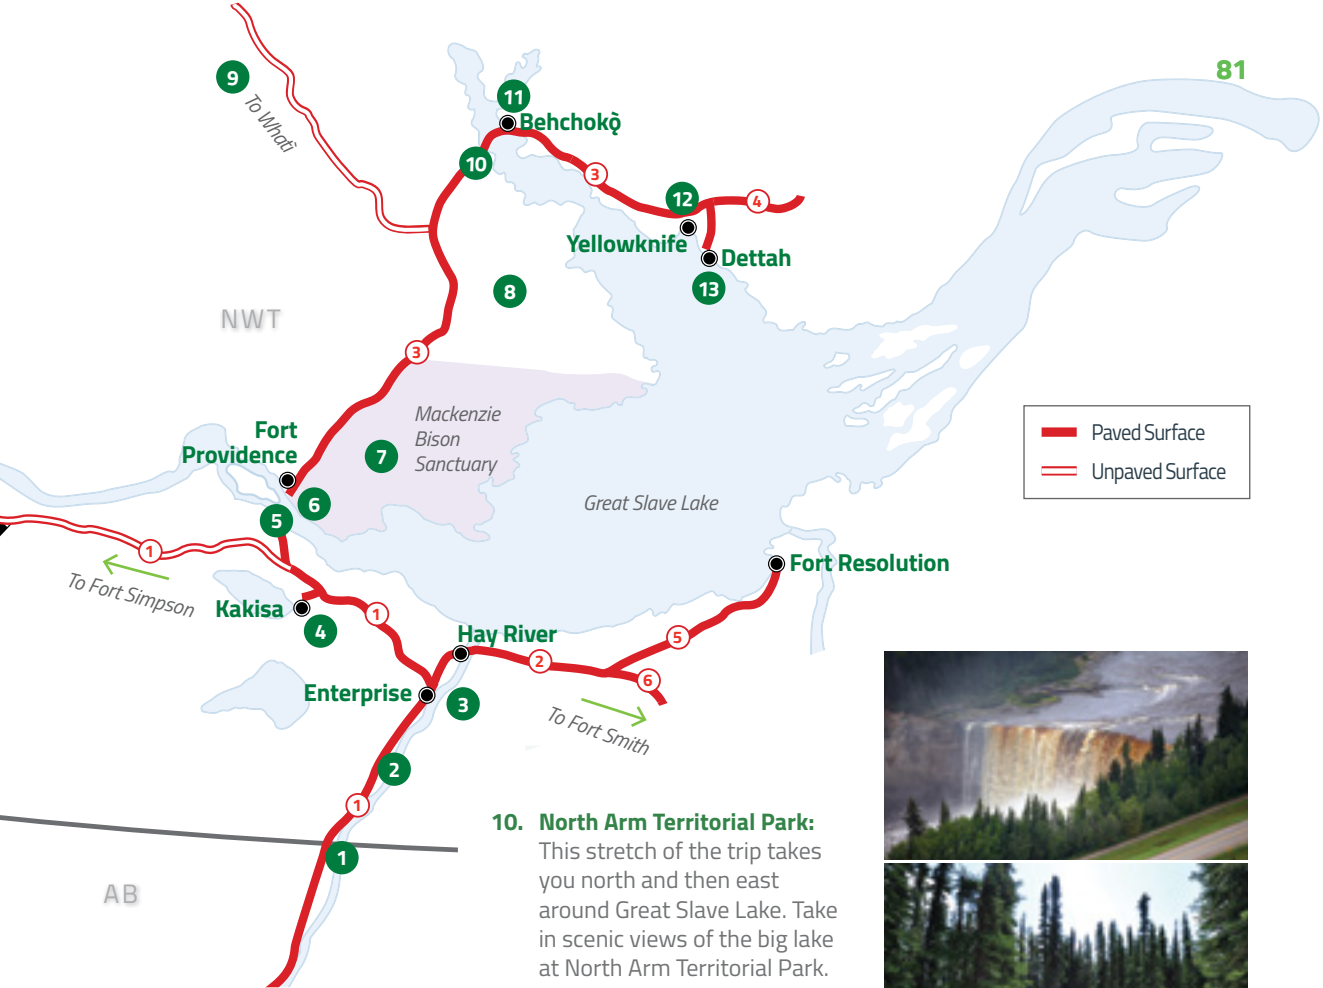 81
9
To Whatì
11
Behchokǫ̀
10
3
12
4
Yellowknife
Dettah
13
8
NWT
3
Mackenzie
Bison
Sanctuary
7
Fort
Providence
6
5
Great Slave Lake
Paved Surface
Unpaved Surface
1
To Fort Simpson
Kakisa
4
1
Fort Resolution
Hay River
2
5
6
Enterprise
3
To Fort Smith
2
1
1
AB
10. North Arm Territorial Park:
This stretch of the trip takes
you north and then east
around Great Slave Lake. Take
in scenic views of the big lake
at North Arm Territorial Park.